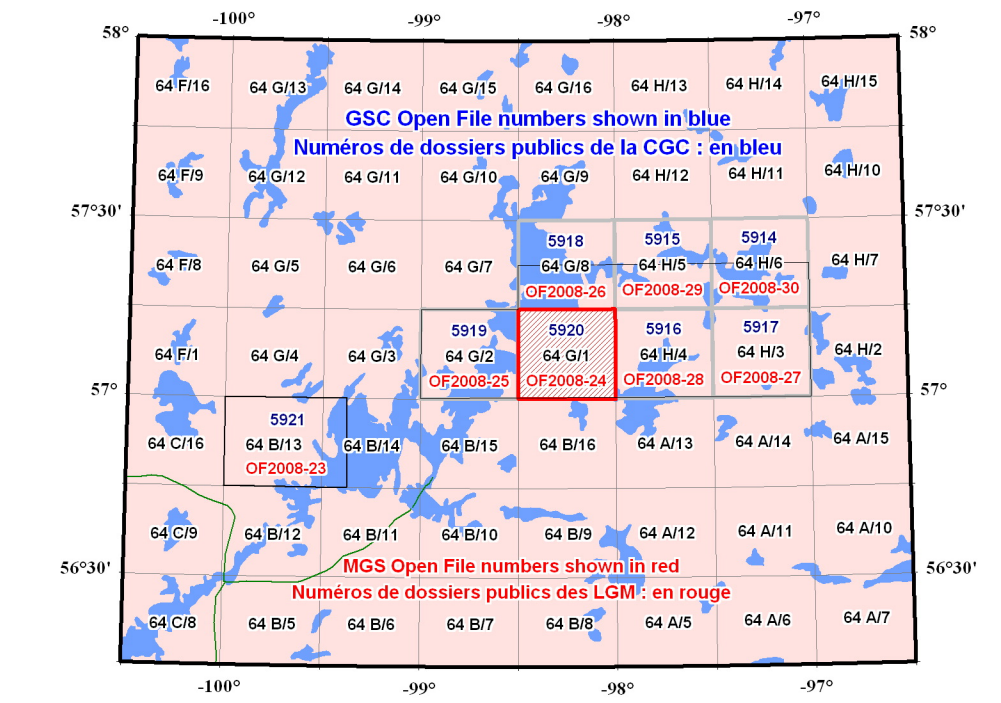 -100° -99° -98° -97°
58° 58°
64 F/16 64 G/13 64 G/14 64 G/15 64 G/16 64 H/13 64 H/14 64 H/15
GSC Open File numbers shown in blue
Numéros de dossiers publics de la CGC : en bleu
64 F/9 64 G/12 64 G/11 64 G/10 64 G/9 64 H/12 64 H/11 64 H/10
57°30' 57°30'
5918 5915 5914
64 F/8 64 G/5 64 G/6 64 G/7 64 G/8 64 H/5 64 H/6 64 H/7
OF2008-26 OF2008-29 OF2008-30
5919 5920 5916 5917
64 F/1 64 G/4 64 G/3 64 G/2 64 G/1 64 H/4 64 H/3 64 H/2
OF2008-25 OF2008-24 OF2008-28 OF2008-27
57° 57°
5921
64 C/16 64 B/13 64 B/14 64 B/15 64 B/16 64 A/13 64 A/14 64 A/15
OF2008-23
64 C/9 64 B/12 64 B/11 64 B/10 64 B/9 64 A/12 64 A/11 64 A/10
56°30' 56°30'
MGS Open File numbers shown in red
Numéros de dossiers publics des LGM : en rouge
64 C/8 64 B/5 64 B/6 64 B/7 64 B/8 64 A/5 64 A/6 64 A/7
-100° -99° -98° -97°